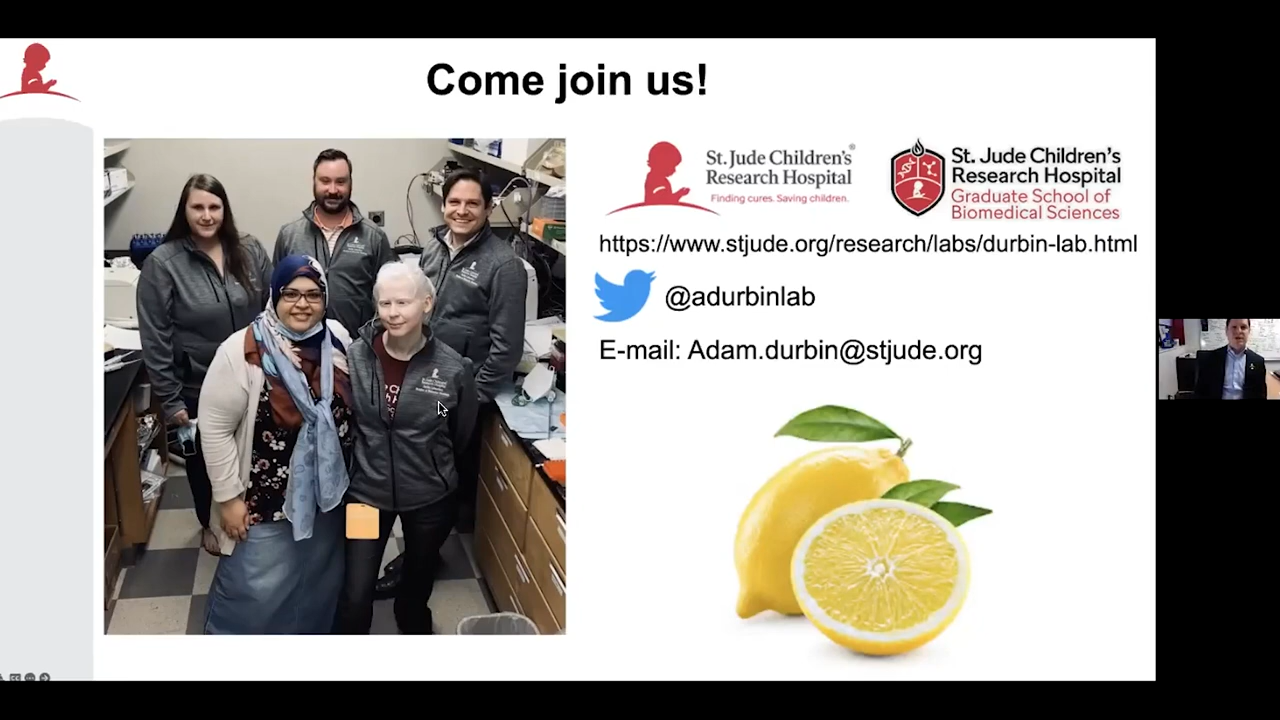 Come join us!
St. Jude Children's®
Research Hospital
Finding cures. Saving children.
St. Jude Children's
Research Hospital
Graduate School of
Biomedical Sciences
https://www.stjude.org/research/labs/durbin-lab.html
@adurbinlab
E-mail: Adam.durbin@stjude.org